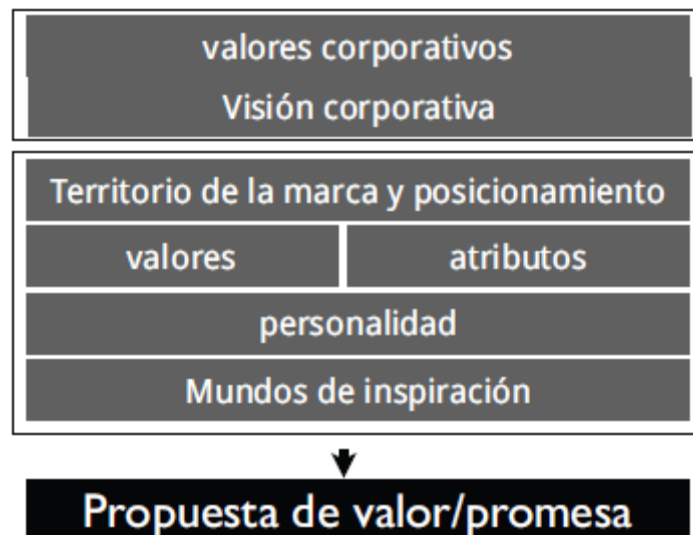 valores corporativos
Visión corporativa
Territorio de la marca y posicionamiento
valores
atributos
personalidad
Mundos de inspiración
Propuesta de valor/promesa